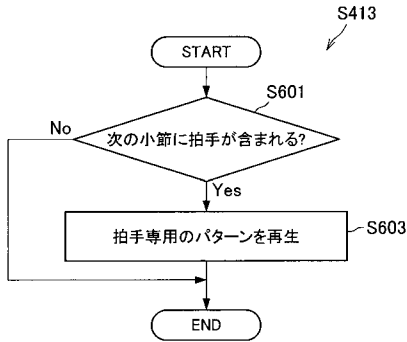 S413
START
S601
次の小節に拍手が含まれる?
No
Yes
拍手専用のパターンを再生
S603
END